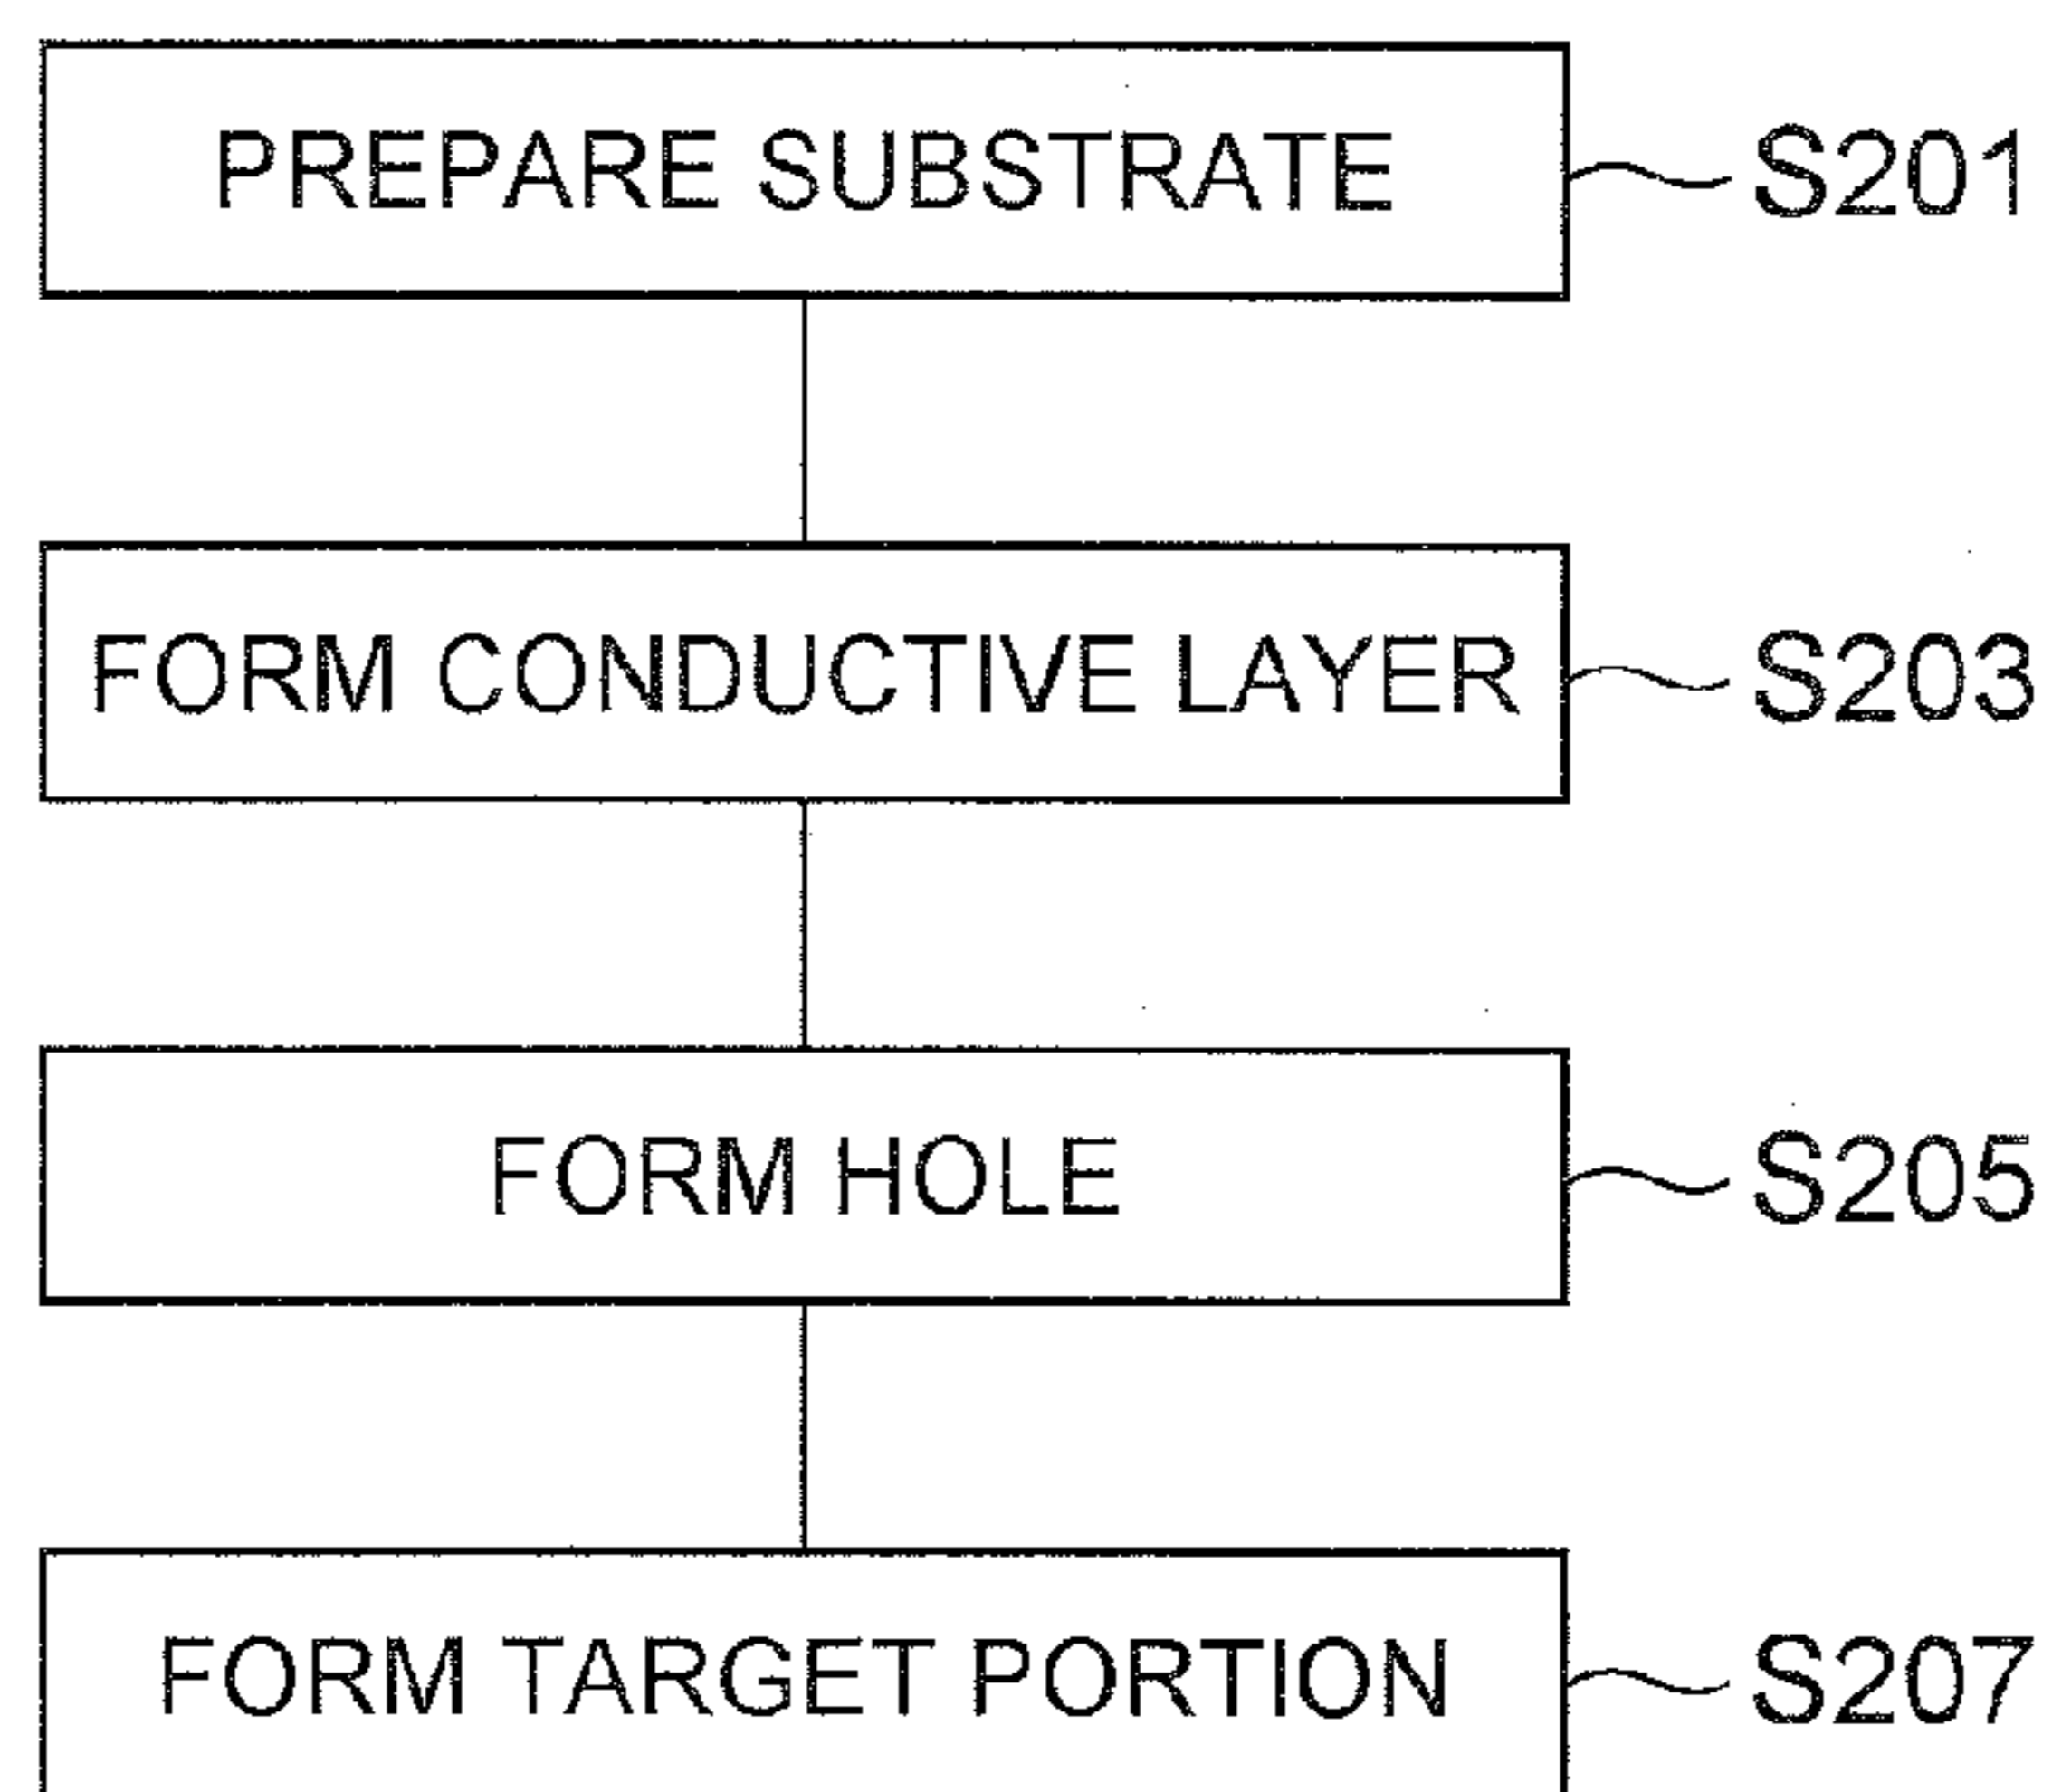 PREPARE SUBSTRATE S201
FORM CONDUCTIVE LAYER S203
FORM HOLE S205
FORM TARGET PORTION S207